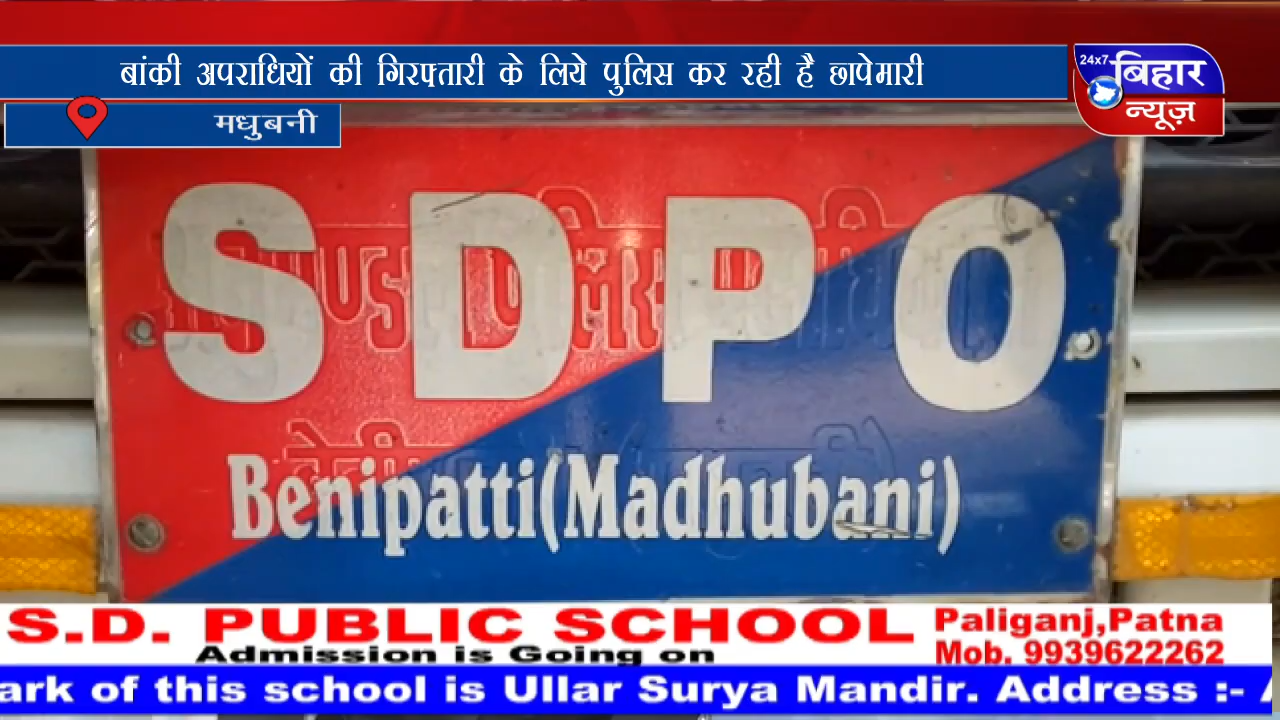 बांकी अपराधियों की गिरफ्तारी के लिये पुलिस कर रही है छापेमारी
24x7
बिहार
न्यूज़
मधुबनी
SDPO
Benipatti(Madhubani)
S.D. PUBLIC SCHOOL
Admission is Going on
Paliganj,Patna
Mob. 9939622262
ark of this school is Ullar Surya Mandir. Address :-